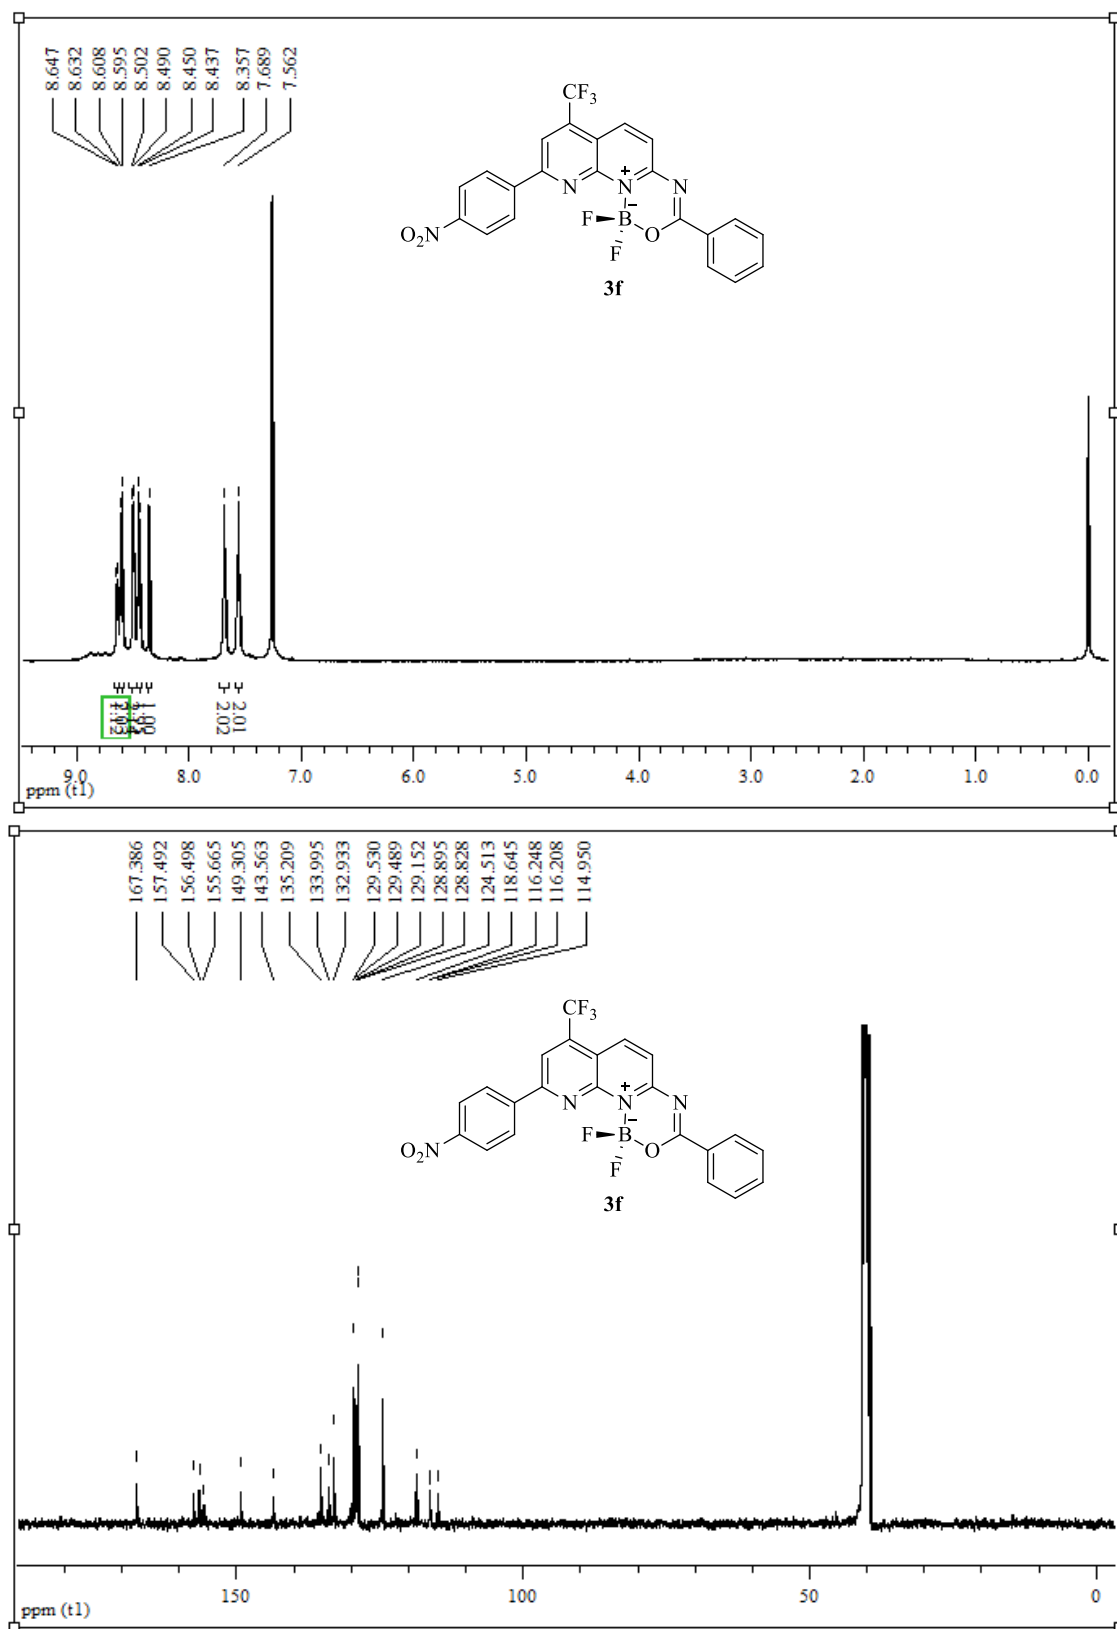 8.647
8.632
8.608
8.595
8.502
8.490
8.450
8.437
8.357
7.689
7.562
CF3
N N N
+
F B −
O
F
O2N
3f
1.00
2.02
2.01
9.0 8.0 7.0 6.0 5.0 4.0 3.0 2.0 1.0 0.0
ppm (t1)
167.386
157.492
156.498
155.665
149.305
143.563
135.209
133.995
132.933
129.530
129.489
129.152
128.895
128.828
124.513
118.645
116.248
116.208
114.950
CF3
N N N
+
F B −
O
F
O2N
3f
150 100 50 0
ppm (t1)